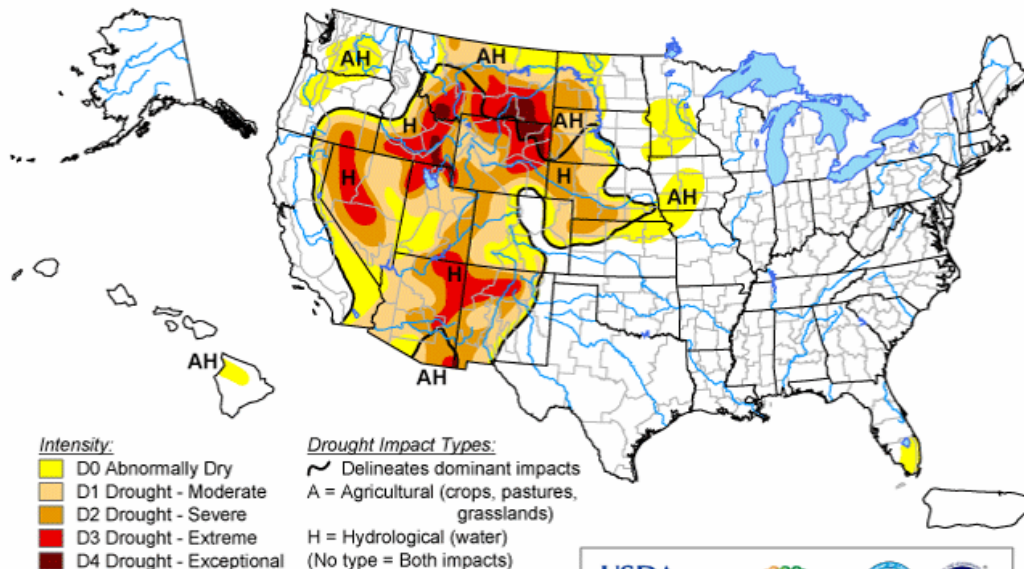 AH
AH
AH
H
H
H
AH
H
AH
AH
Intensity:
D0 Abnormally Dry
D1 Drought - Moderate
D2 Drought - Severe
D3 Drought - Extreme
D4 Drought - Exceptional
Drought Impact Types:
Delineates dominant impacts
A = Agricultural (crops, pastures,
grasslands)
H = Hydrological (water)
(No type = Both impacts)
USDA